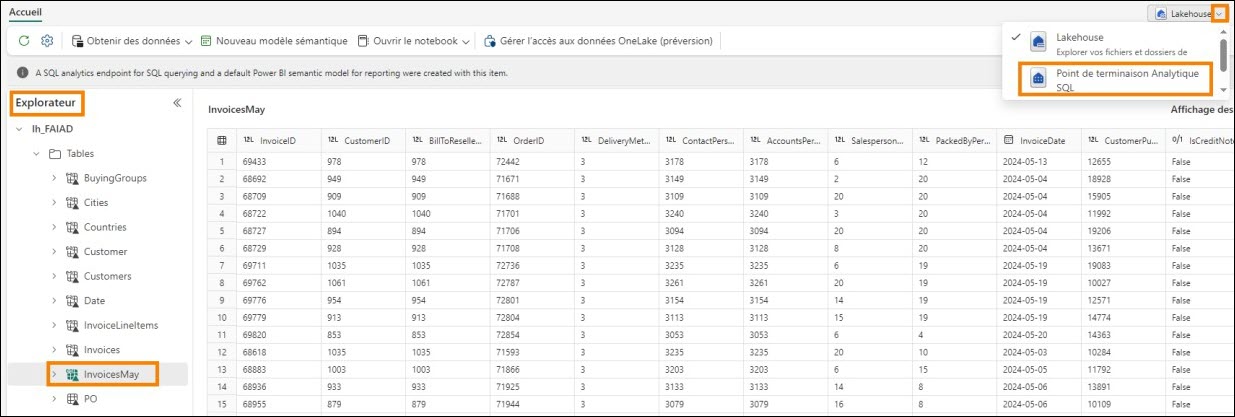 Accueil
Lakehouse
Obtenir des données
Nouveau modèle sémantique
Ouvrir le notebook
Gérer l'accès aux données OneLake (préversion)
Lakehouse
Explorer vos fichiers et dossiers de
Point de terminaison Analytique
SQL
A SQL analytics endpoint for SQL querying and a default Power BI semantic model for reporting were created with this item.
Explorateur
lh_FAIAD
Tables
BuyingGroups
Cities
Countries
Customer
Customers
Date
InvoiceLineItems
Invoices
InvoicesMay
PO
InvoicesMay
Affichage des
12L InvoiceID 12L CustomerID 12L BillToReselle... 12L OrderID 12L DeliveryMet... 12L ContactPers... 12L AccountsPer... 12L Salesperson... 12L PackedByPer... InvoiceDate 12L CustomerPu... 0/1 IsCreditNot
1 69433 978 978 72442 3 3178 3178 6 12 2024-05-13 12655 False
2 68692 949 949 71671 3 3149 3149 2 20 2024-05-04 18928 False
3 68709 909 909 71688 3 3109 3109 20 20 2024-05-04 15905 False
4 68722 1040 1040 71701 3 3240 3240 3 20 2024-05-04 11992 False
5 68727 894 894 71706 3 3094 3094 20 20 2024-05-04 19206 False
6 68729 928 928 71708 3 3128 3128 8 20 2024-05-04 13671 False
7 69711 1035 1035 72736 3 3235 3235 6 19 2024-05-19 19083 False
8 69762 1061 1061 72787 3 3261 3261 20 19 2024-05-19 10027 False
9 69776 954 954 72801 3 3154 3154 14 19 2024-05-19 12571 False
10 69779 913 913 72804 3 3113 3113 15 19 2024-05-19 14774 False
11 69820 853 853 72854 3 3053 3053 6 4 2024-05-20 14363 False
12 68618 1035 1035 71593 3 3235 3235 20 10 2024-05-03 10284 False
13 68883 1003 1003 71866 3 3203 3203 6 15 2024-05-05 11792 False
14 68936 933 933 71925 3 3133 3133 14 8 2024-05-06 13891 False
15 68955 879 879 71944 3 3079 3079 16 8 2024-05-06 10109 False